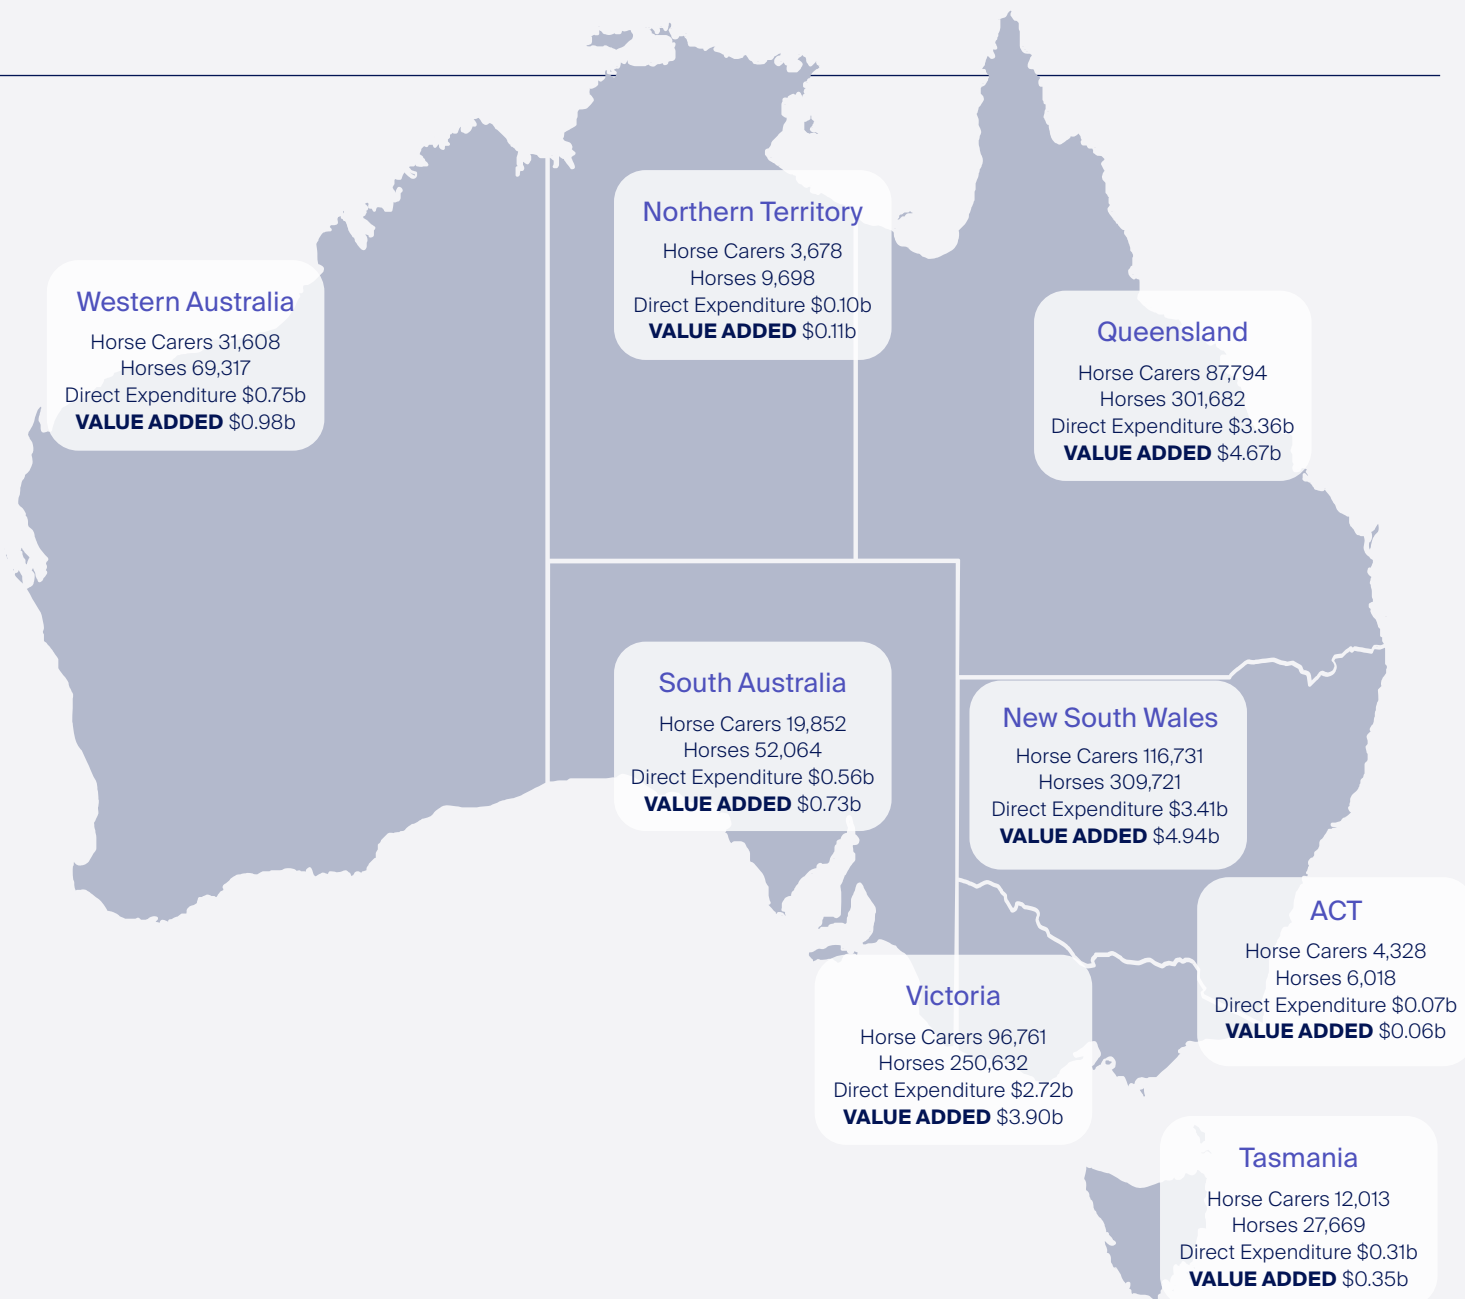 Northern Territory
Horse Carers 3,678
Horses 9,698
Direct Expenditure $0.10b
VALUE ADDED $0.11b
Western Australia
Horse Carers 31,608
Horses 69,317
Direct Expenditure $0.75b
VALUE ADDED $0.98b
Queensland
Horse Carers 87,794
Horses 301,682
Direct Expenditure $3.36b
VALUE ADDED $4.67b
South Australia
Horse Carers 19,852
Horses 52,064
Direct Expenditure $0.56b
VALUE ADDED $0.73b
New South Wales
Horse Carers 116,731
Horses 309,721
Direct Expenditure $3.41b
VALUE ADDED $4.94b
ACT
Horse Carers 4,328
Horses 6,018
Direct Expenditure $0.07b
VALUE ADDED $0.06b
Victoria
Horse Carers 96,761
Horses 250,632
Direct Expenditure $2.72b
VALUE ADDED $3.90b
Tasmania
Horse Carers 12,013
Horses 27,669
Direct Expenditure $0.31b
VALUE ADDED $0.35b